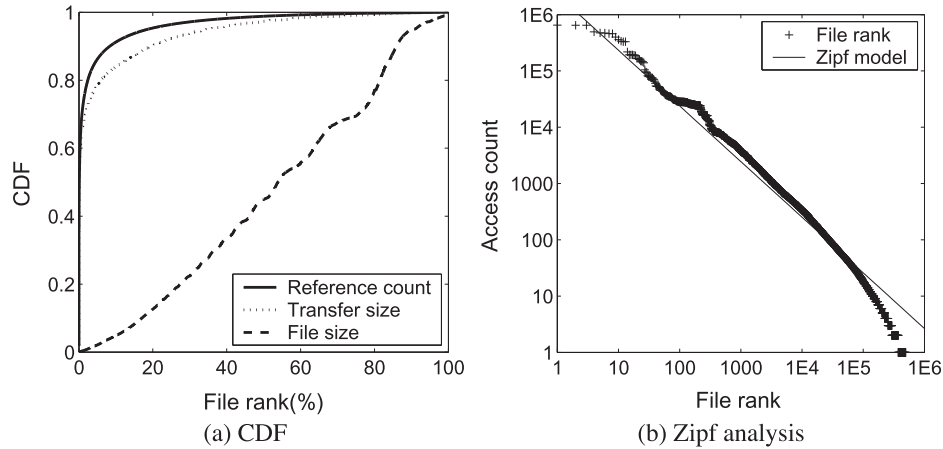 1
0.8
0.6
0.4
0.2
0
CDF
0 20 40 60 80 100
File rank(%)
Reference count
Transfer size
File size
(a) CDF
1E6
1E5
1E4
1000
100
10
1
Access count
1 10 100 1000 1E4 1E5 1E6
File rank
File rank
Zipf model
(b) Zipf analysis